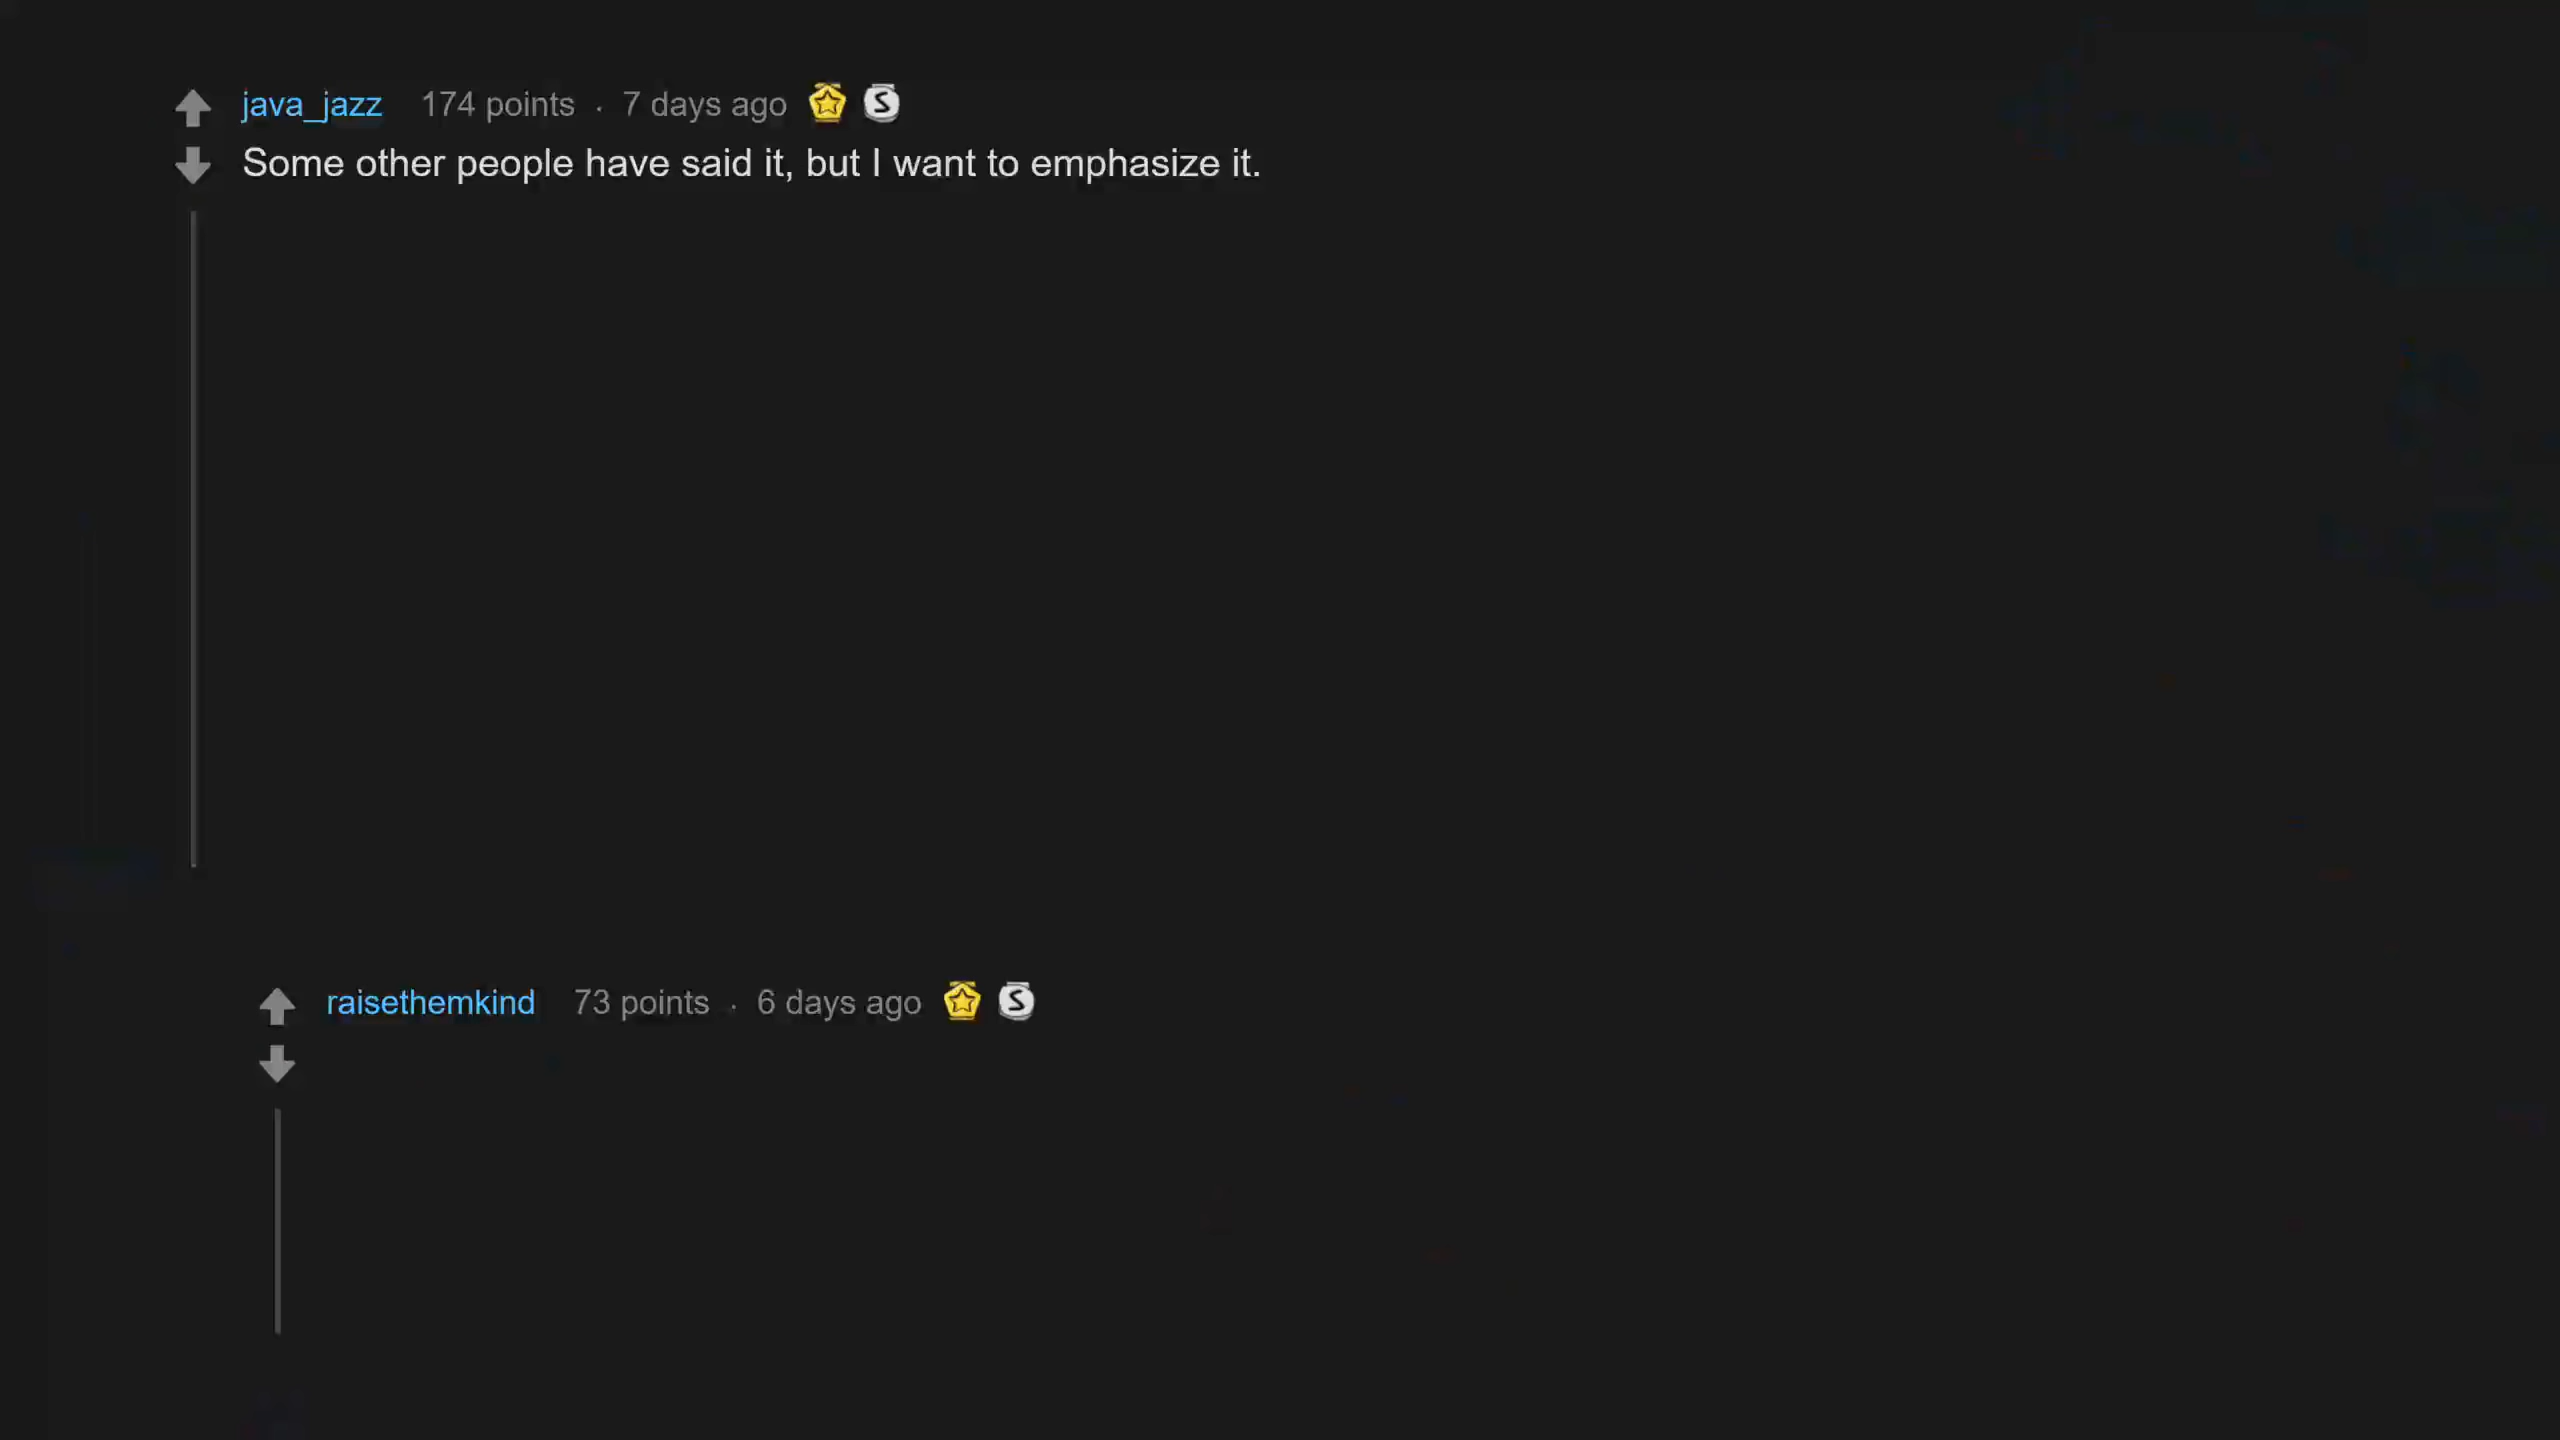 java_jazz 174 points · 7 days ago
Some other people have said it, but I want to emphasize it.
raisethemkind 73 points · 6 days ago